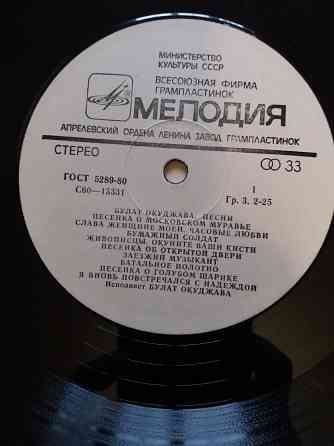 МИНИСТЕРСТВО
КУЛЬТУРЫ СССР
ВСЕСОЮЗНАЯ ФИРМА
ГРАМПЛАСТИНОК
МЕЛОДИЯ
АПРЕЛЕВСКИЙ ОРДЕНА ЛЕНИНА ЗАВОД ГРАМПЛАСТИНОК
СТЕРЕО
33
ГОСТ 5289-80
1
С60—13331
Гр. 3. 2-25
БУЛАТ ОКУДЖАВА. ПЕСНИ
ПЕСЕНКА О МОСКОВСКОМ МУРАВЬЕ
СЛАВА ЖЕНЩИНЕ МОЕЙ. ЧАСОВЫЕ ЛЮБВИ
БУМАЖНЫЙ СОЛДАТ
ЖИВОПИСЦЫ, ОКУНИТЕ ВАШИ КИСТИ
ПЕСЕНКА ОБ ОТКРЫТОЙ ДВЕРИ
ЗАЕЗЖИЙ МУЗЫКАНТ
БАТАЛЬНОЕ ПОЛОТНО
ПЕСЕНКА О ГОЛУБОМ ШАРИКЕ
Я ВНОВЬ ПОВСТРЕЧАЛСЯ С НАДЕЖДОЙ
Исполняет БУЛАТ ОКУДЖАВА